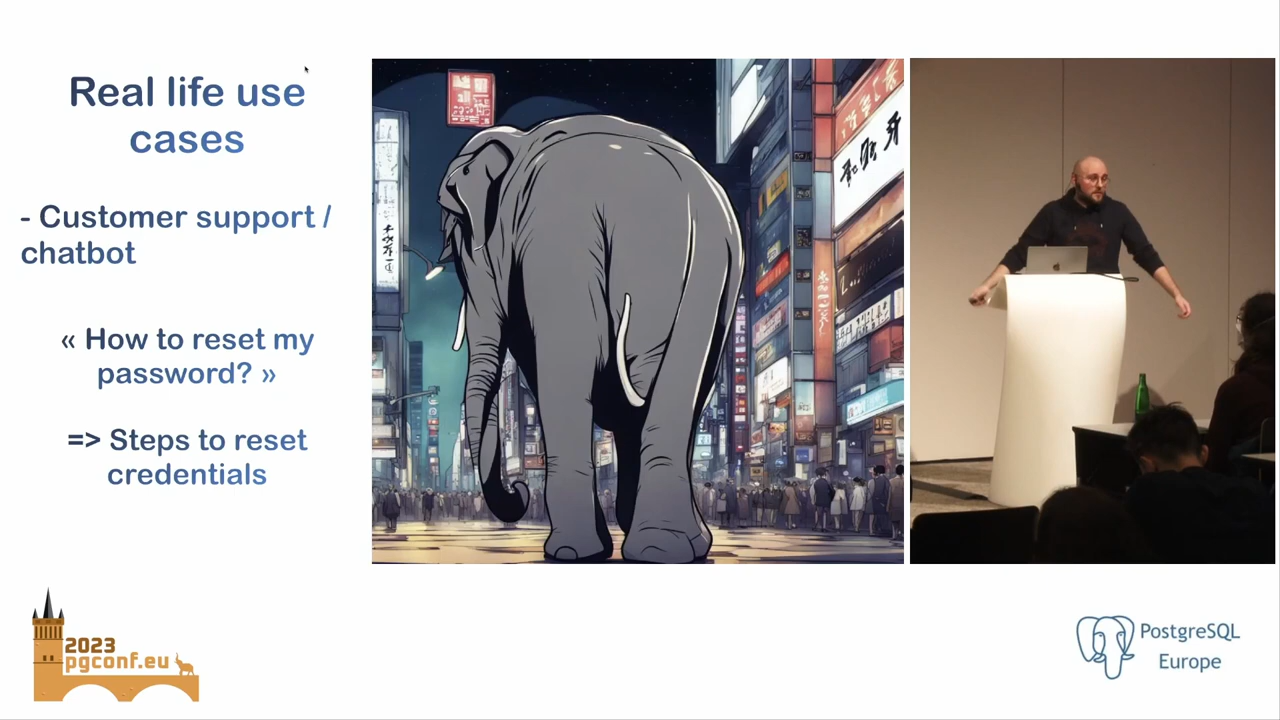 Real life use
cases
- Customer support /
chatbot
« How to reset my
password? »
=> Steps to reset
credentials
2023
pgconf.eu
PostgreSQL
Europe